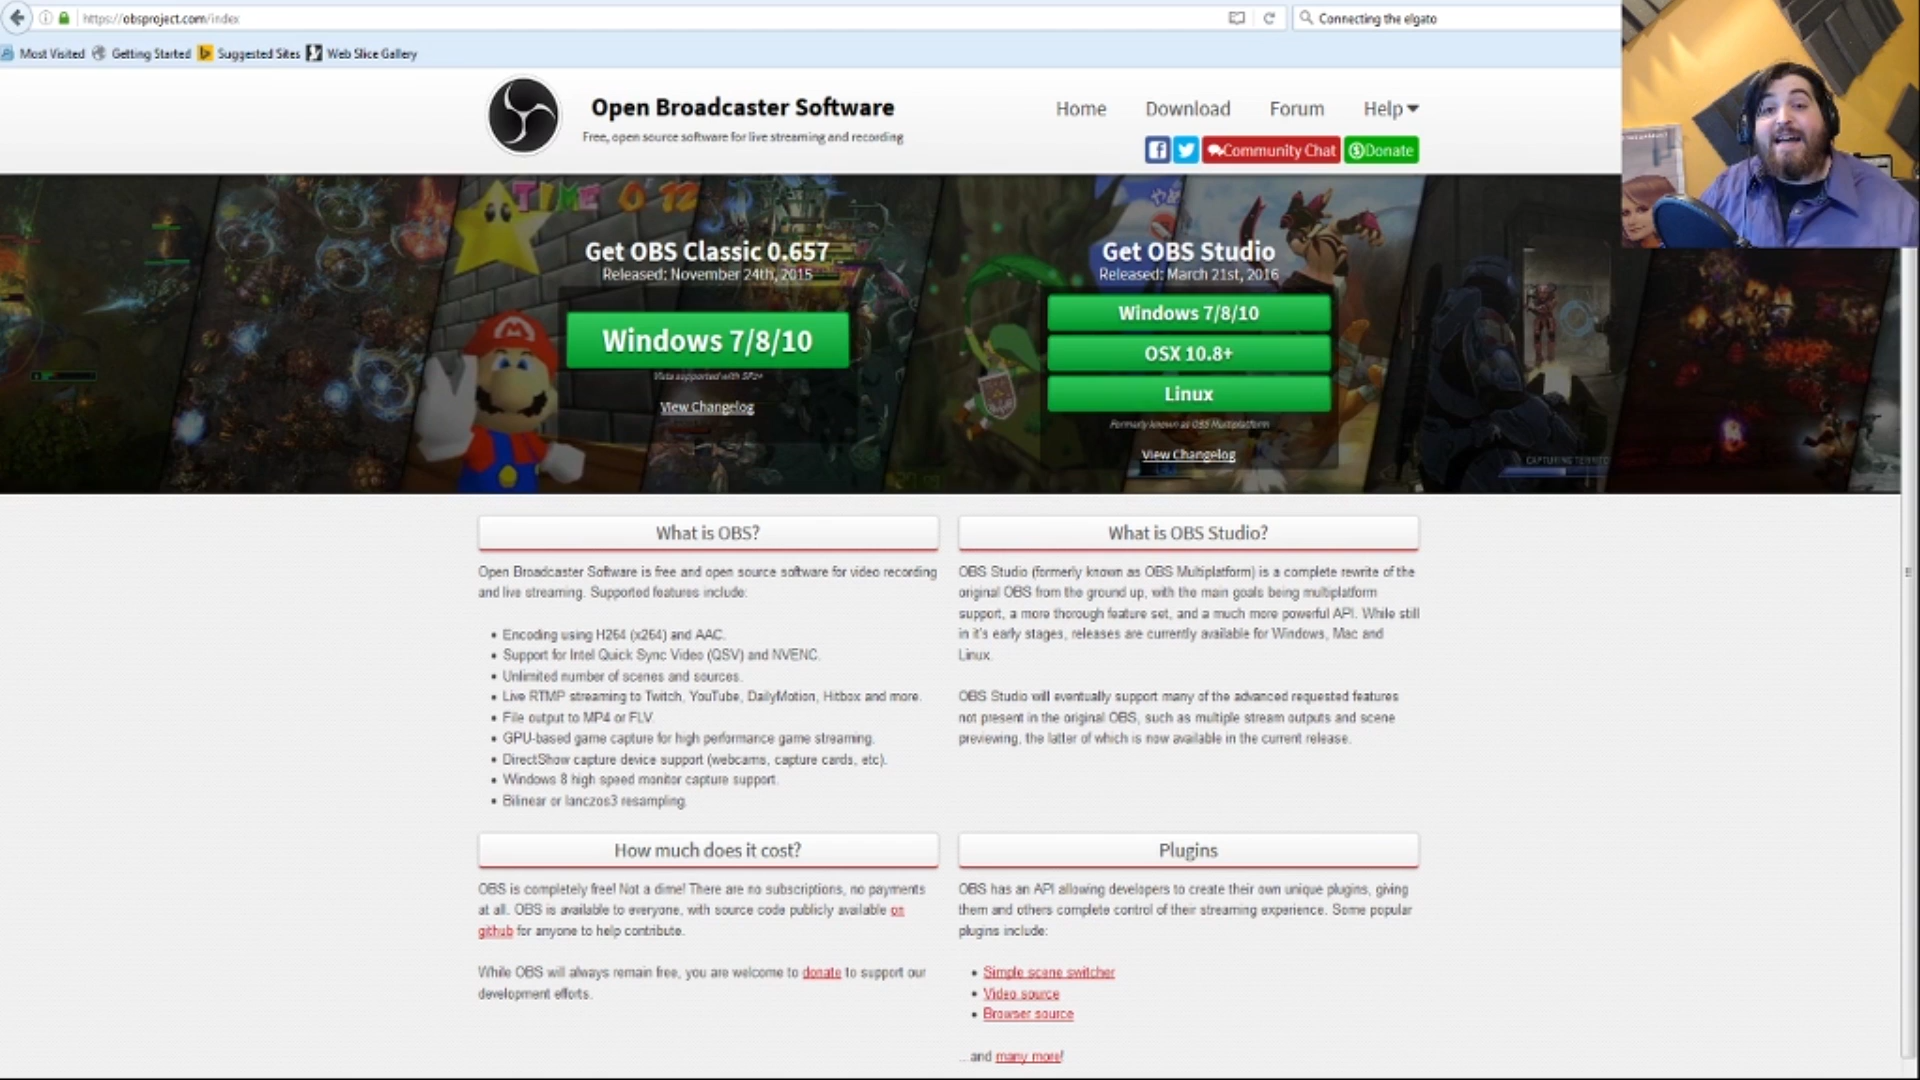 https://obsproject.com/index
Connecting the elgato
Most Visited Getting Started Suggested Sites Web Slice Gallery
Open Broadcaster Software
Free, open source software for live streaming and recording
Home Download Forum Help
Community Chat Donate
TIME 0 12
Get OBS Classic 0.657
Released: November 24th, 2015
Windows 7/8/10
Vista supported with SP2+
View Changelog
Get OBS Studio
Released: March 21st, 2016
Windows 7/8/10
OSX 10.8+
Linux
Formerly known as OBS Multiplatform
View Changelog
CAPTURING
What is OBS?
Open Broadcaster Software is free and open source software for video recording
and live streaming. Supported features include:
Encoding using H264 (x264) and AAC.
Support for Intel Quick Sync Video (QSV) and NVENC.
Unlimited number of scenes and sources.
Live RTMP streaming to Twitch, YouTube, DailyMotion, Hitbox and more.
File output to MP4 or FLV.
GPU-based game capture for high performance game streaming.
DirectShow capture device support (webcams, capture cards, etc).
Windows 8 high speed monitor capture support.
Bilinear or lanczos3 resampling.
What is OBS Studio?
OBS Studio (formerly known as OBS Multiplatform) is a complete rewrite of the
original OBS from the ground up, with the main goals being multiplatform
support, a more thorough feature set, and a much more powerful API. While still
in it's early stages, releases are currently available for Windows, Mac and
Linux.
OBS Studio will eventually support many of the advanced requested features
not present in the original OBS, such as multiple stream outputs and scene
previewing, the latter of which is now available in the current release.
How much does it cost?
OBS is completely free! Not a dime! There are no subscriptions, no payments
at all. OBS is available to everyone, with source code publicly available on
github for anyone to help contribute.
While OBS will always remain free, you are welcome to donate to support our
development efforts.
Plugins
OBS has an API allowing developers to create their own unique plugins, giving
them and others complete control of their streaming experience. Some popular
plugins include:
Simple scene switcher
Video source
Browser source
...and many more!